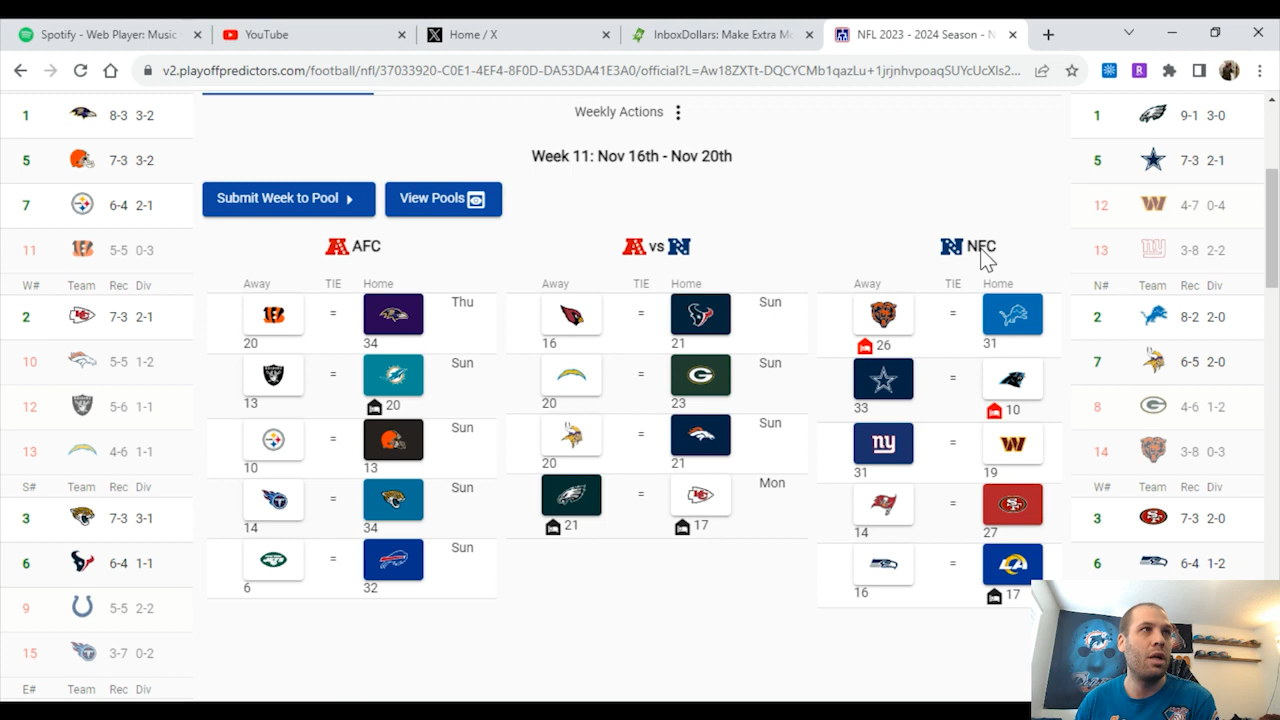 Spotify - Web Player: Music
YouTube
Home / X
InboxDollars: Make Extra M
NFL 2023 - 2024 Season - N
v2.playoffpredictors.com/football/nfl/37033920-C0E1-4EF4-8F0D-DA53DA41E3A0/official?L=Aw18ZXTt-DQCYCMb1qazLu+1jrjnhvpoaqSUYcUcXIs2...
Weekly Actions
Week 11: Nov 16th - Nov 20th
Submit Week to Pool
View Pools
1 8-3 3-2
5 7-3 3-2
7 6-4 2-1
11 5-5 0-3
W# Team Rec Div
2 7-3 2-1
10 5-5 1-2
12 5-6 1-1
13 4-6 1-1
S# Team Rec Div
3 7-3 3-1
6 6-4 1-1
9 5-5 2-2
15 3-7 0-2
E# Team Rec Div
AFC
Away TIE Home
= Thu
20 34
= Sun
13 20
= Sun
10 13
= Sun
14 34
= Sun
6 32
A vs N
Away TIE Home
= Sun
16 21
= Sun
20 23
= Sun
20 21
= Mon
21 17
NFC
Away TIE Home
=
26 31
=
33 10
ny = W
31 19
=
14 27
=
16 17
1 9-1 3-0
5 7-3 2-1
12 W 4-7 0-4
13 ny 3-8 2-2
N# Team Rec Div
2 8-2 2-0
7 6-5 2-0
8 G 4-6 1-2
14 3-8 0-3
W# Team Rec Div
3 7-3 2-0
6 6-4 1-2